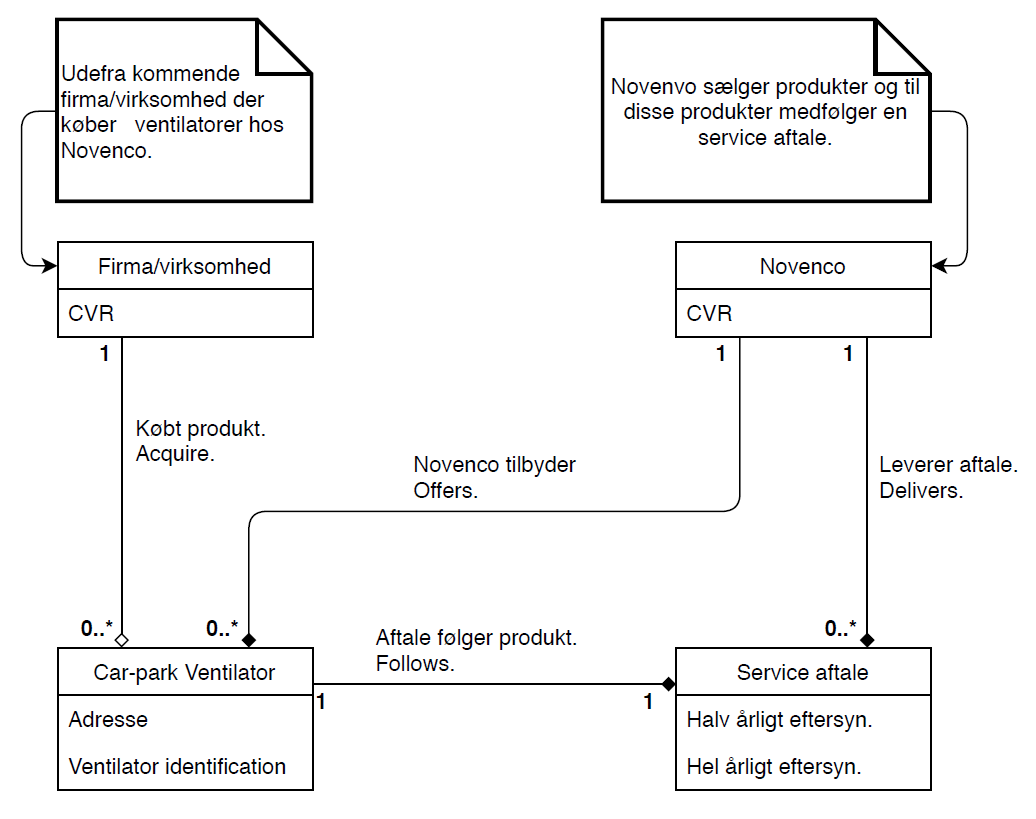 Udefra kommende
firma/virksomhed der
køber ventilatorer hos
Novenco.
Novenvo sælger produkter og til
disse produkter medfølger en
service aftale.
Firma/virksomhed
CVR
Novenco
CVR
1
1
1
Købt produkt.
Acquire.
Novenco tilbyder
Offers.
Leverer aftale.
Delivers.
0..*
0..*
0..*
Aftale følger produkt.
Follows.
Car-park Ventilator
Adresse
Ventilator identification
1
1
Service aftale
Halv årligt eftersyn.
Hel årligt eftersyn.